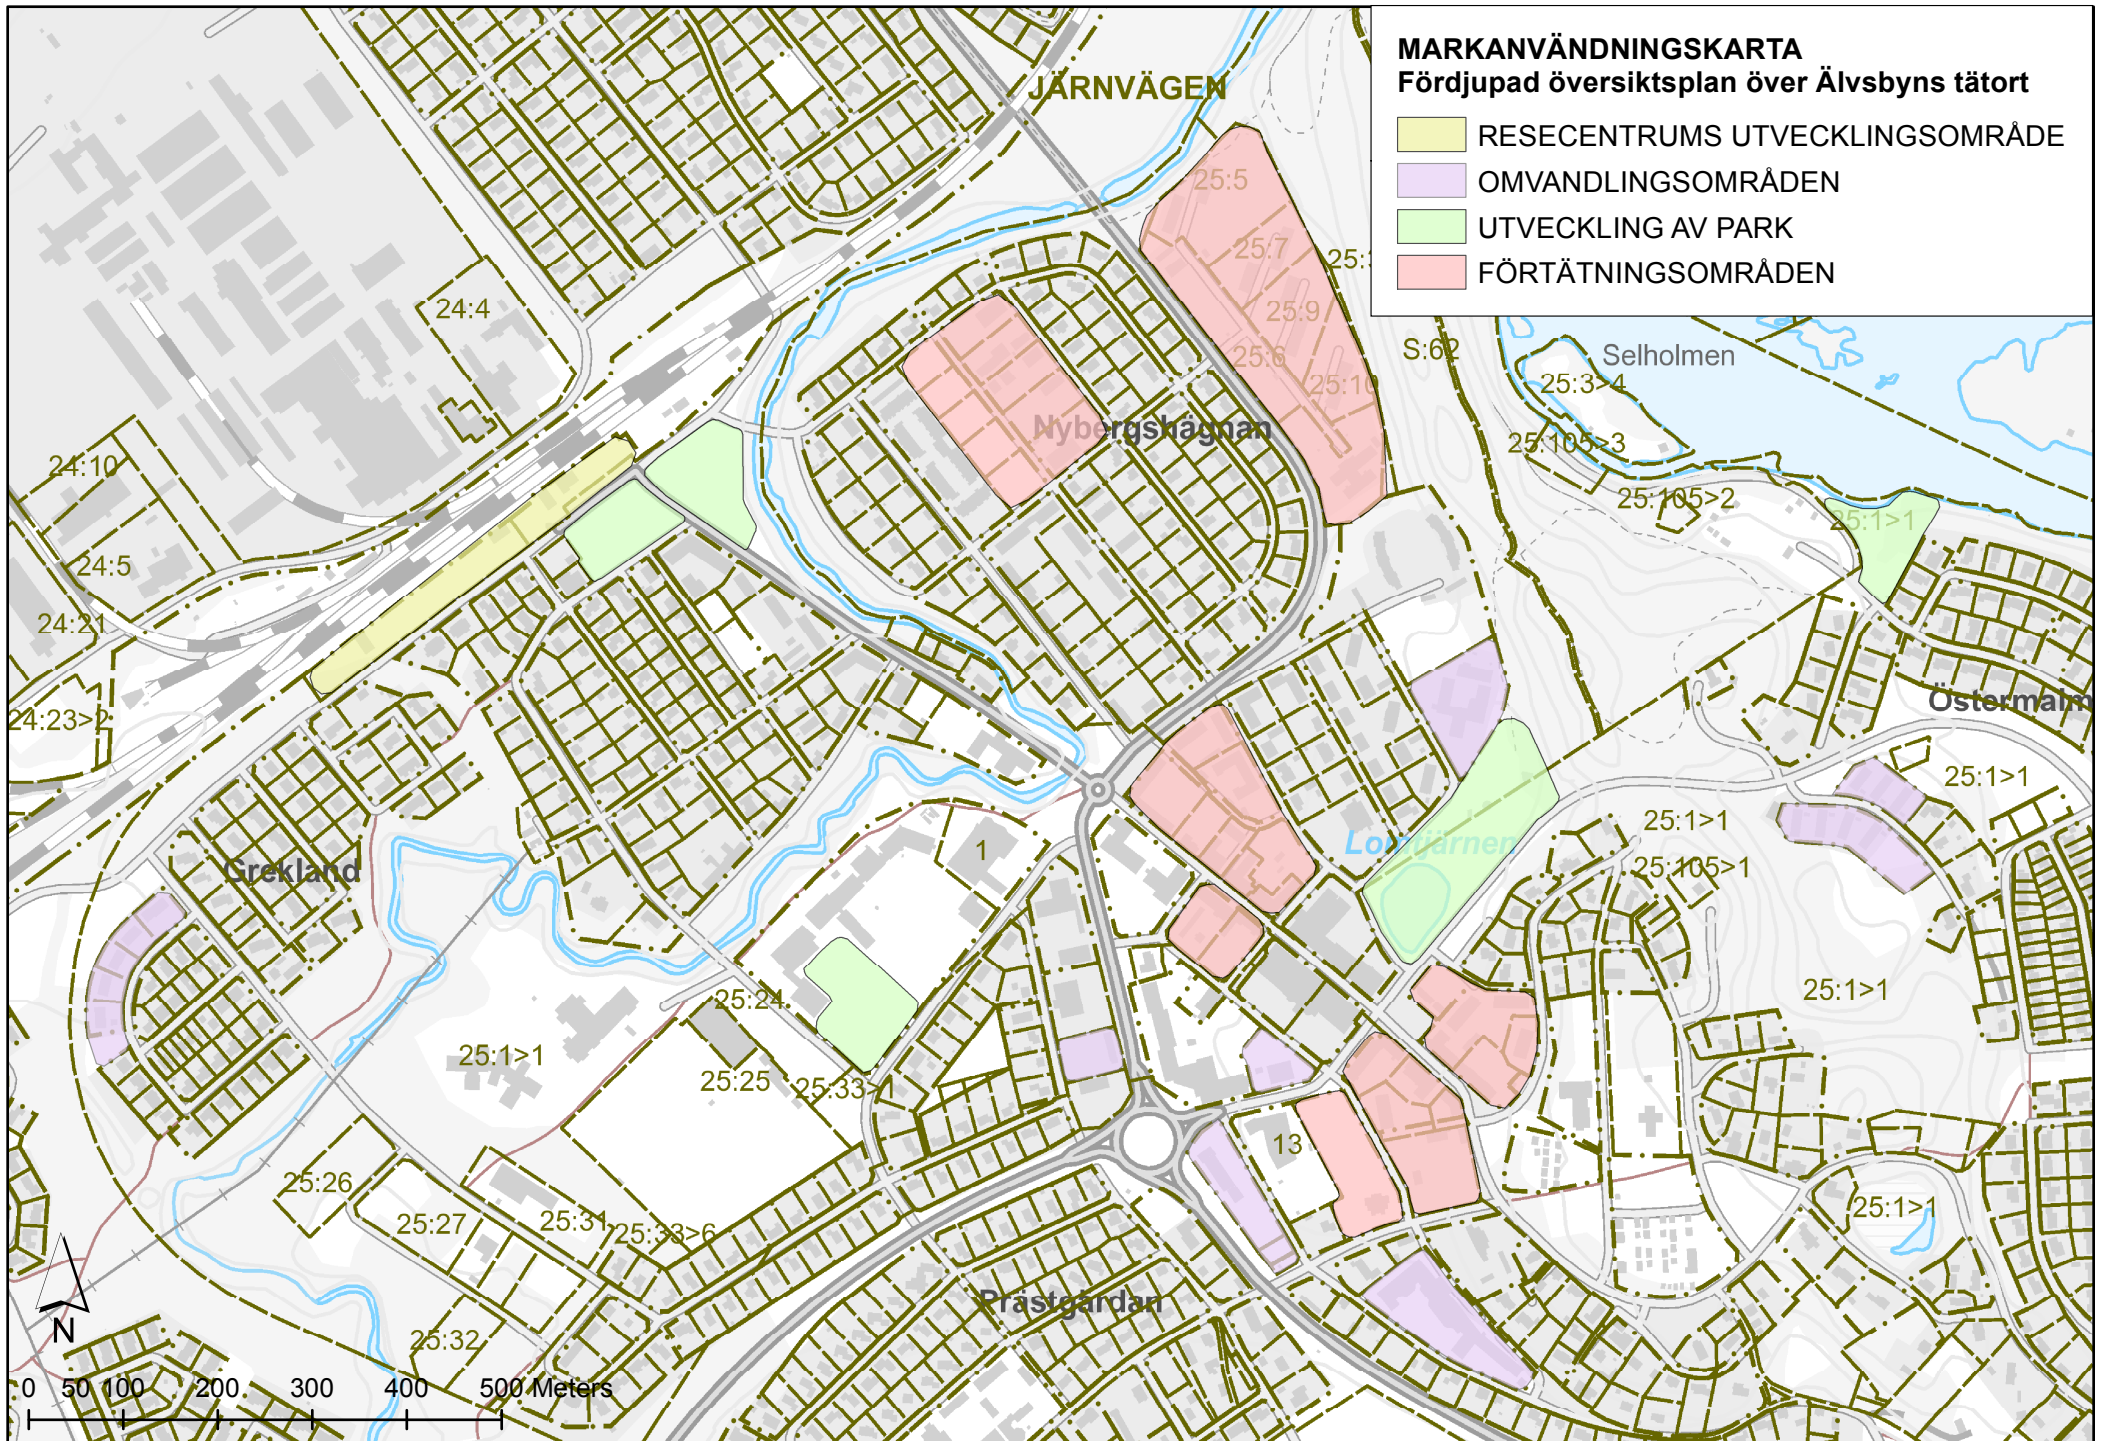 MARKANVÄNDNINGSKARTA
Fördjupad översiktsplan över Älvsbyns tätort
RESECENTRUMS UTVECKLINGSOMRÅDE
OMVANDLINGSOMRÅDEN
UTVECKLING AV PARK
FÖRTÄTNINGSOMRÅDEN
JÄRNVÄGEN
25:5
25:7
25:9
25:6
25:10
24:4
S:62
Selholmen
25:3>4
25:105>3
25:105>2
25:1>1
Nybergshägnan
24:10
24:5
24:21
24:23>2
Östermalm
25:1>1
25:1>1
25:105>1
25:1>1
Lomtjärnen
1
Grekland
25:24
25:1>1
25:25
25:33>1
13
25:26
25:27
25:31
25:33>6
25:1>1
Prästgårdan
25:32
N
0 50 100 200 300 400 500 Meters